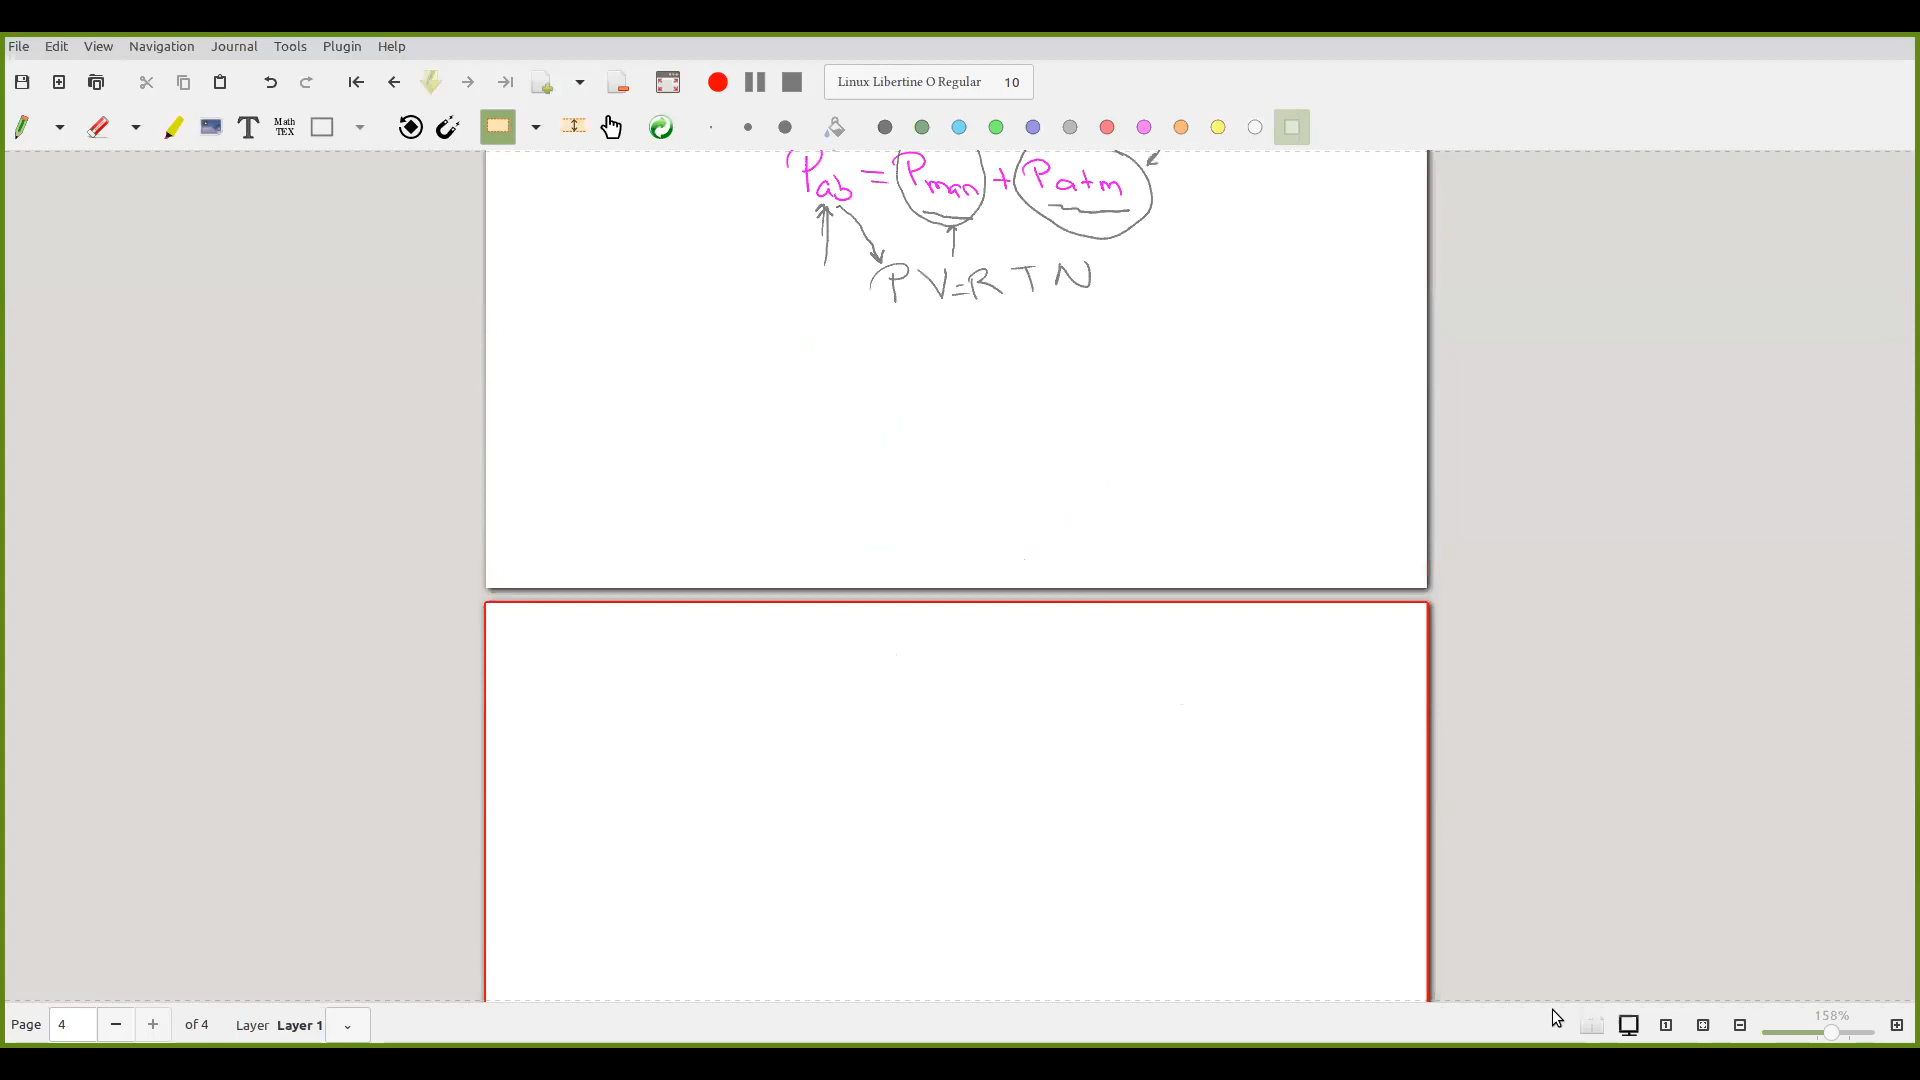 File Edit View Navigation Journal Tools Plugin Help
Linux Libertine O Regular 10
T Math TEX
Pab = Pman + Patm
PV=RTN
Page 4 of 4 Layer Layer 1 158%